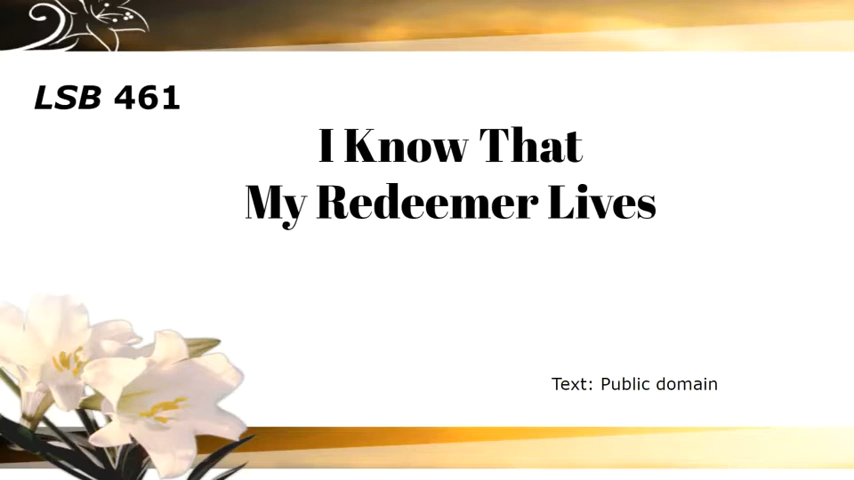 LSB 461
I Know That
My Redeemer Lives
Text: Public domain